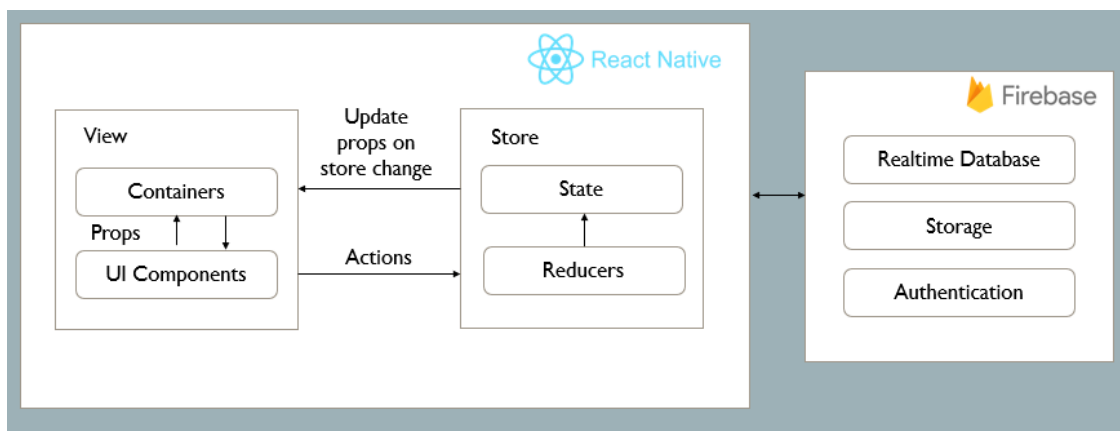 React Native
View
Containers
Props
UI Components
Update
props on
store change
Actions
Store
State
Reducers
Firebase
Realtime Database
Storage
Authentication